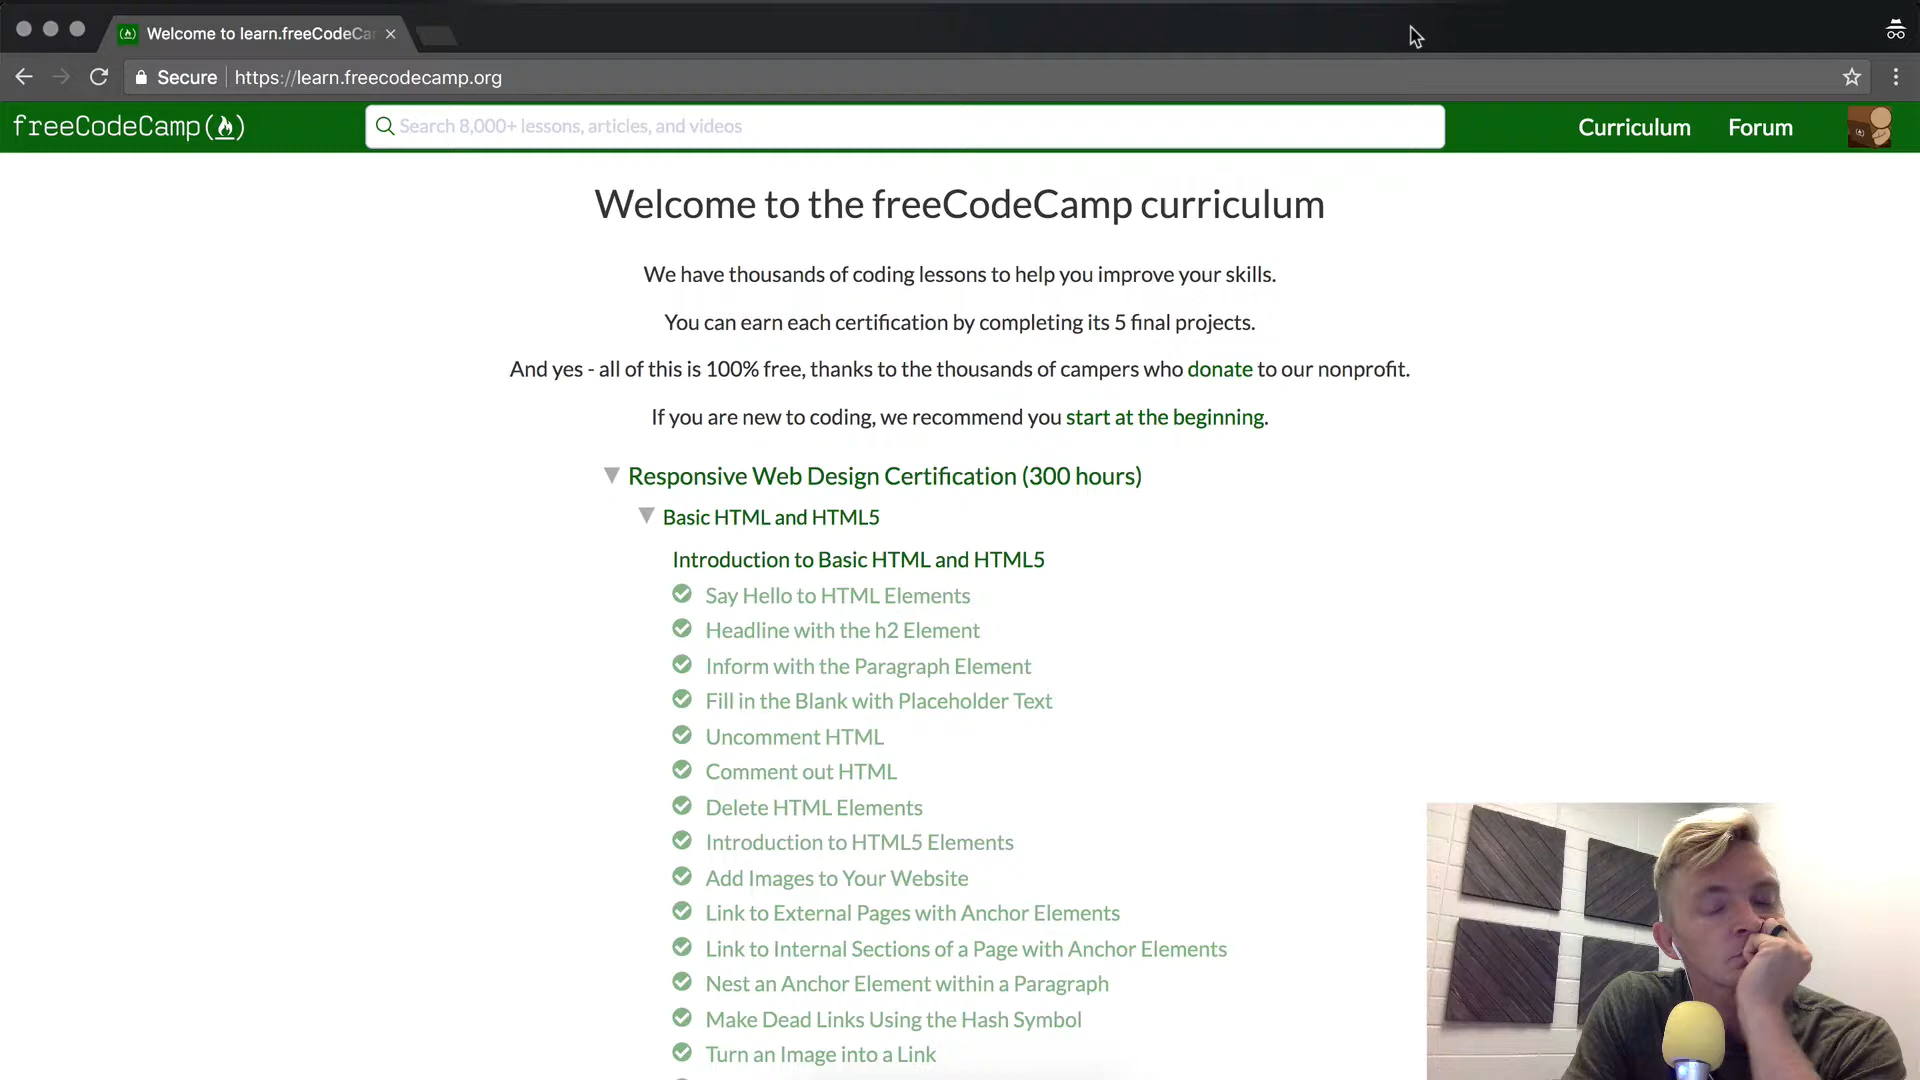 Welcome to learn.freeCodeCa
Secure
https://learn.freecodecamp.org
freeCodeCamp
Search 8,000+ lessons, articles, and videos
Curriculum
Forum
Welcome to the freeCodeCamp curriculum
We have thousands of coding lessons to help you improve your skills.
You can earn each certification by completing its 5 final projects.
And yes - all of this is 100% free, thanks to the thousands of campers who donate to our nonprofit.
If you are new to coding, we recommend you start at the beginning.
Responsive Web Design Certification (300 hours)
Basic HTML and HTML5
Introduction to Basic HTML and HTML5
Say Hello to HTML Elements
Headline with the h2 Element
Inform with the Paragraph Element
Fill in the Blank with Placeholder Text
Uncomment HTML
Comment out HTML
Delete HTML Elements
Introduction to HTML5 Elements
Add Images to Your Website
Link to External Pages with Anchor Elements
Link to Internal Sections of a Page with Anchor Elements
Nest an Anchor Element within a Paragraph
Make Dead Links Using the Hash Symbol
Turn an Image into a Link